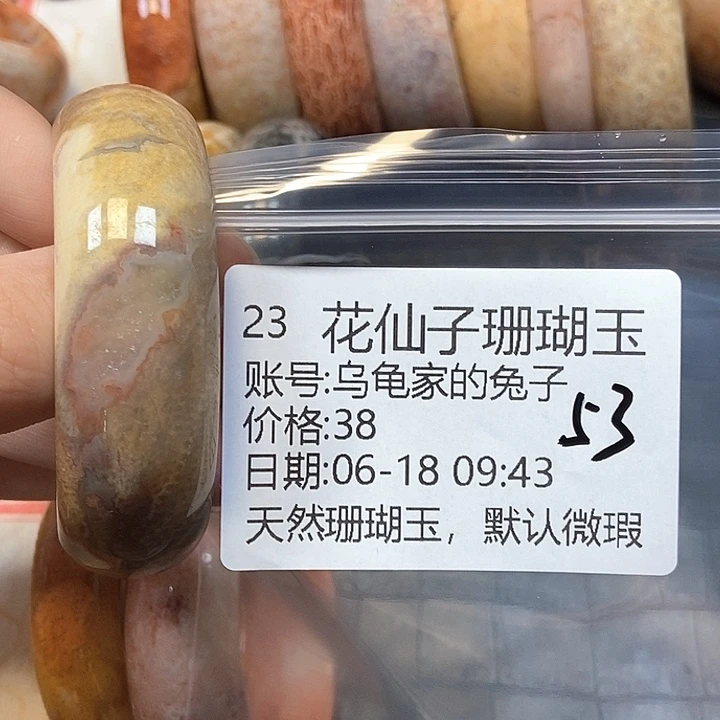 23 花仙子珊瑚玉
账号:乌龟家的兔子
价格:38
53
日期:06-18 09:43
天然珊瑚玉，默认微瑕